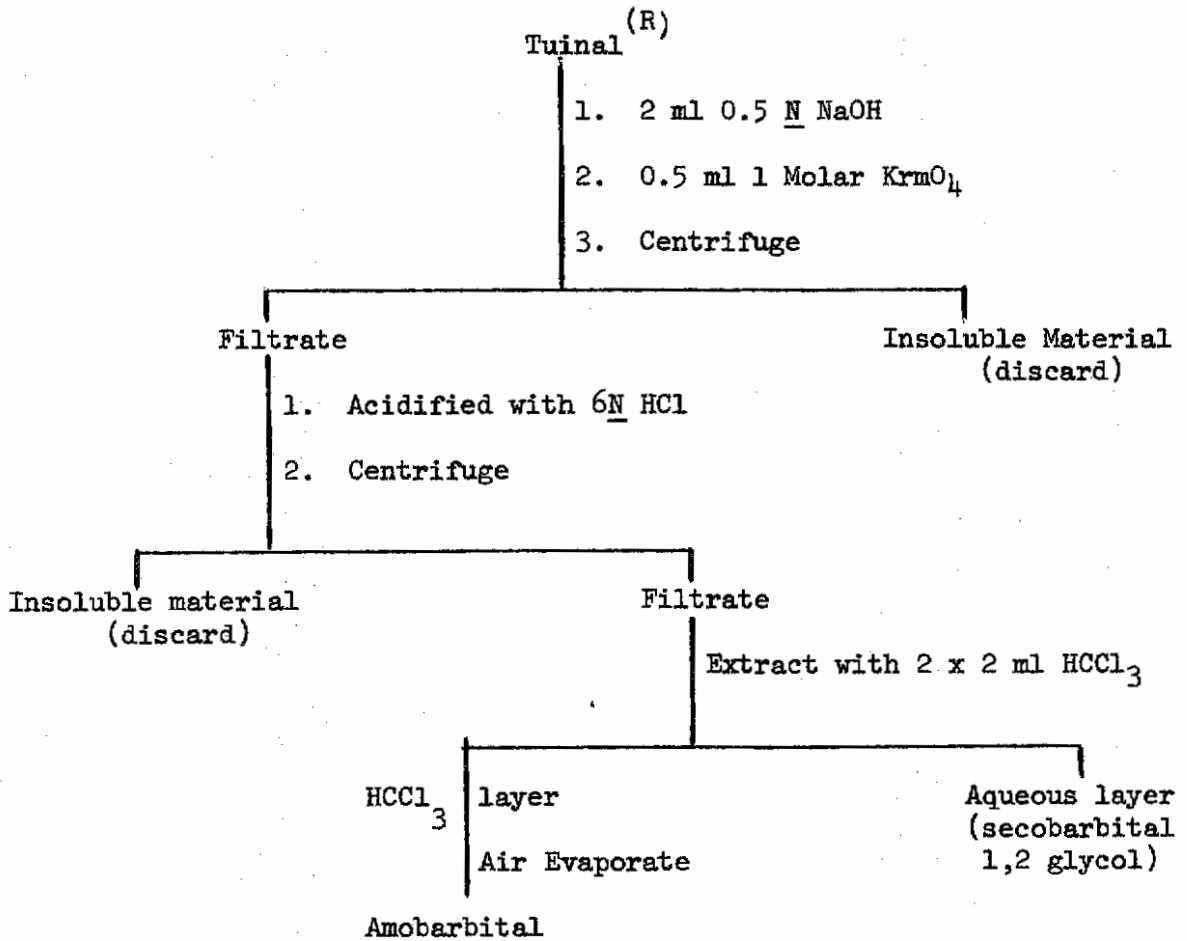 Tuinal(R)
1. 2 ml 0.5 N NaOH
2. 0.5 ml 1 Molar KrmO4
3. Centrifuge
Filtrate
Insoluble Material
(discard)
1. Acidified with 6N HCl
2. Centrifuge
Insoluble material
(discard)
Filtrate
Extract with 2 x 2 ml HCCl3
HCCl3 layer
Air Evaporate
Amobarbital
Aqueous layer
(secobarbital
1,2 glycol)